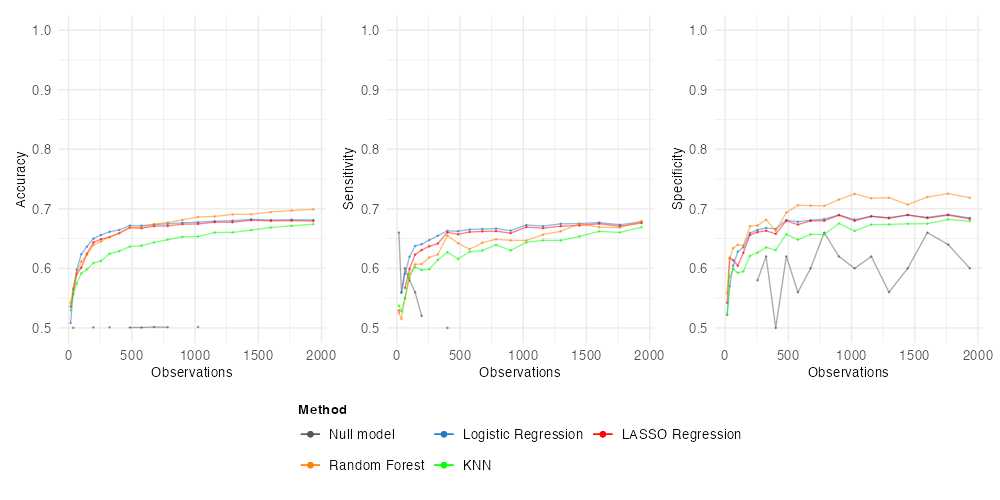 Accuracy
1.0
0.9
0.8
0.7
0.6
0.5
0 500 1000 1500 2000
Observations
Sensitivity
1.0
0.9
0.8
0.7
0.6
0.5
0 500 1000 1500 2000
Observations
Specificity
1.0
0.9
0.8
0.7
0.6
0.5
0 500 1000 1500 2000
Observations
Method
Null model Logistic Regression LASSO Regression
Random Forest KNN